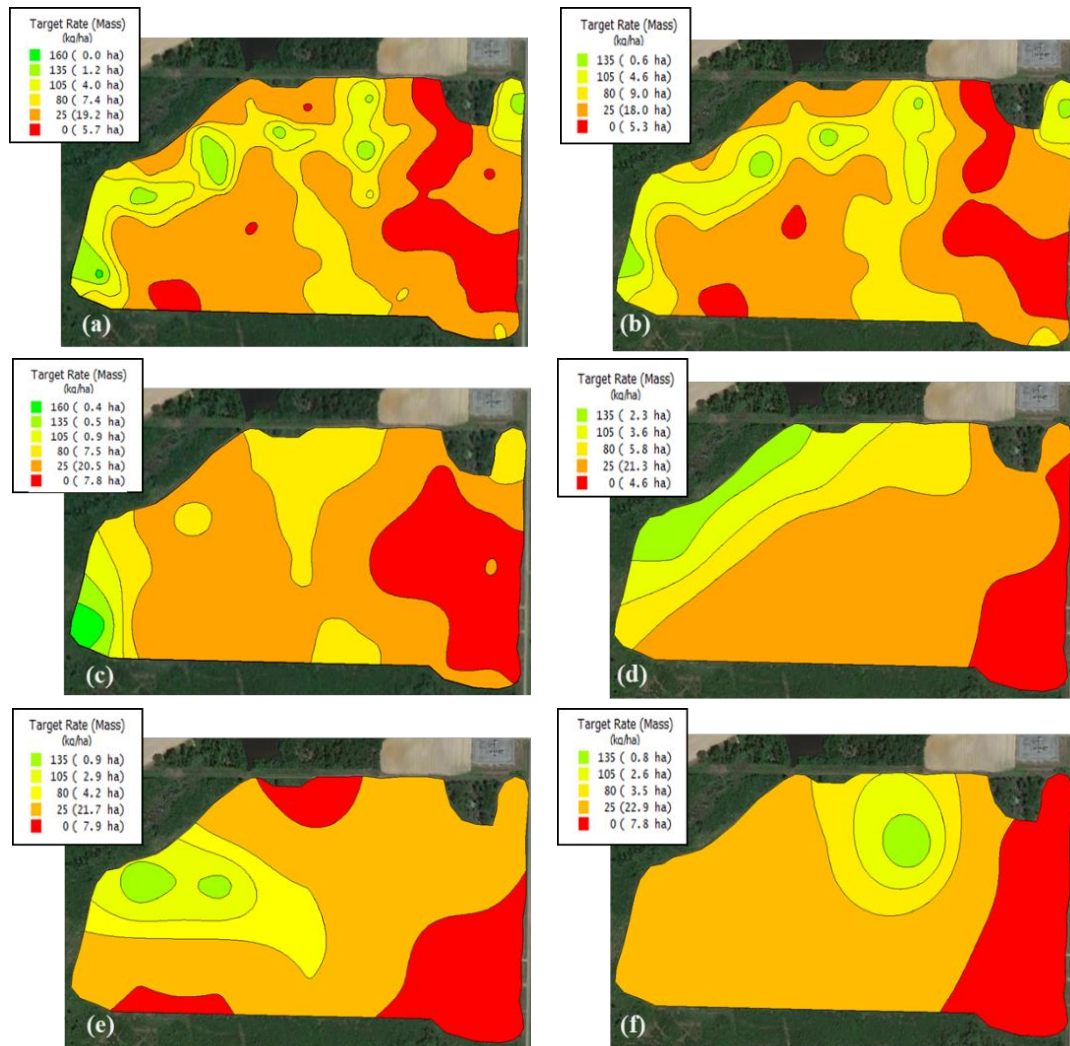 Target Rate (Mass)
(kg/ha)
160 ( 0.0 ha)
135 ( 1.2 ha)
105 ( 4.0 ha)
80 ( 7.4 ha)
25 (19.2 ha)
0 ( 5.7 ha)
(a)
Target Rate (Mass)
(kg/ha)
135 ( 0.6 ha)
105 ( 4.6 ha)
80 ( 9.0 ha)
25 (18.0 ha)
0 ( 5.3 ha)
(b)
Target Rate (Mass)
(kg/ha)
160 ( 0.4 ha)
135 ( 0.5 ha)
105 ( 0.9 ha)
80 ( 7.5 ha)
25 (20.5 ha)
0 ( 7.8 ha)
(c)
Target Rate (Mass)
(kg/ha)
135 ( 2.3 ha)
105 ( 3.6 ha)
80 ( 5.8 ha)
25 (21.3 ha)
0 ( 4.6 ha)
(d)
Target Rate (Mass)
(kg/ha)
135 ( 0.9 ha)
105 ( 2.9 ha)
80 ( 4.2 ha)
25 (21.7 ha)
0 ( 7.9 ha)
(e)
Target Rate (Mass)
(kg/ha)
135 ( 0.8 ha)
105 ( 2.6 ha)
80 ( 3.5 ha)
25 (22.9 ha)
0 ( 7.8 ha)
(f)